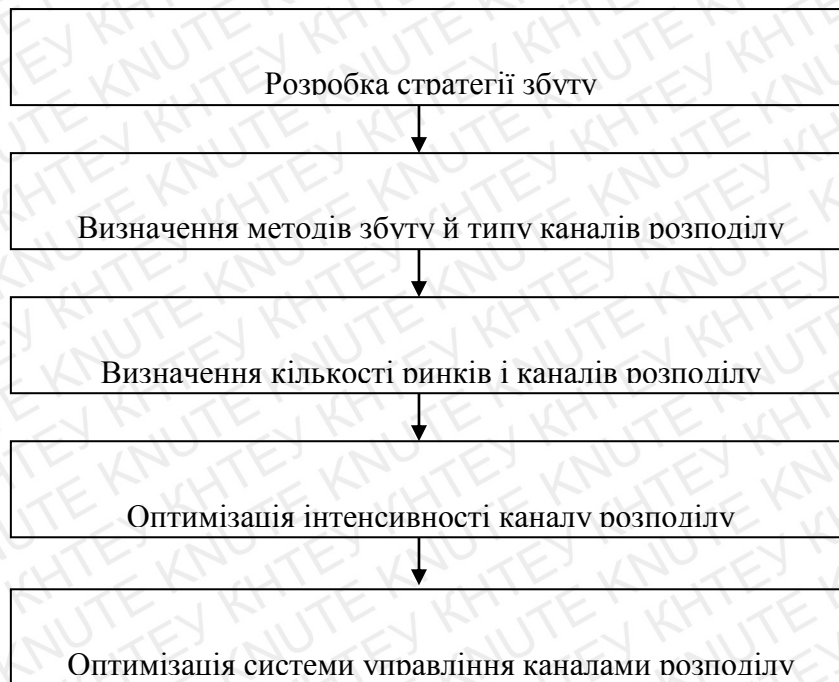 Розробка стратегії збуту
Визначення методів збуту й типу каналів розподілу
Визначення кількості ринків і каналів розподілу
Оптимізація інтенсивності каналу розподілу
Оптимізація системи управління каналами розподілу